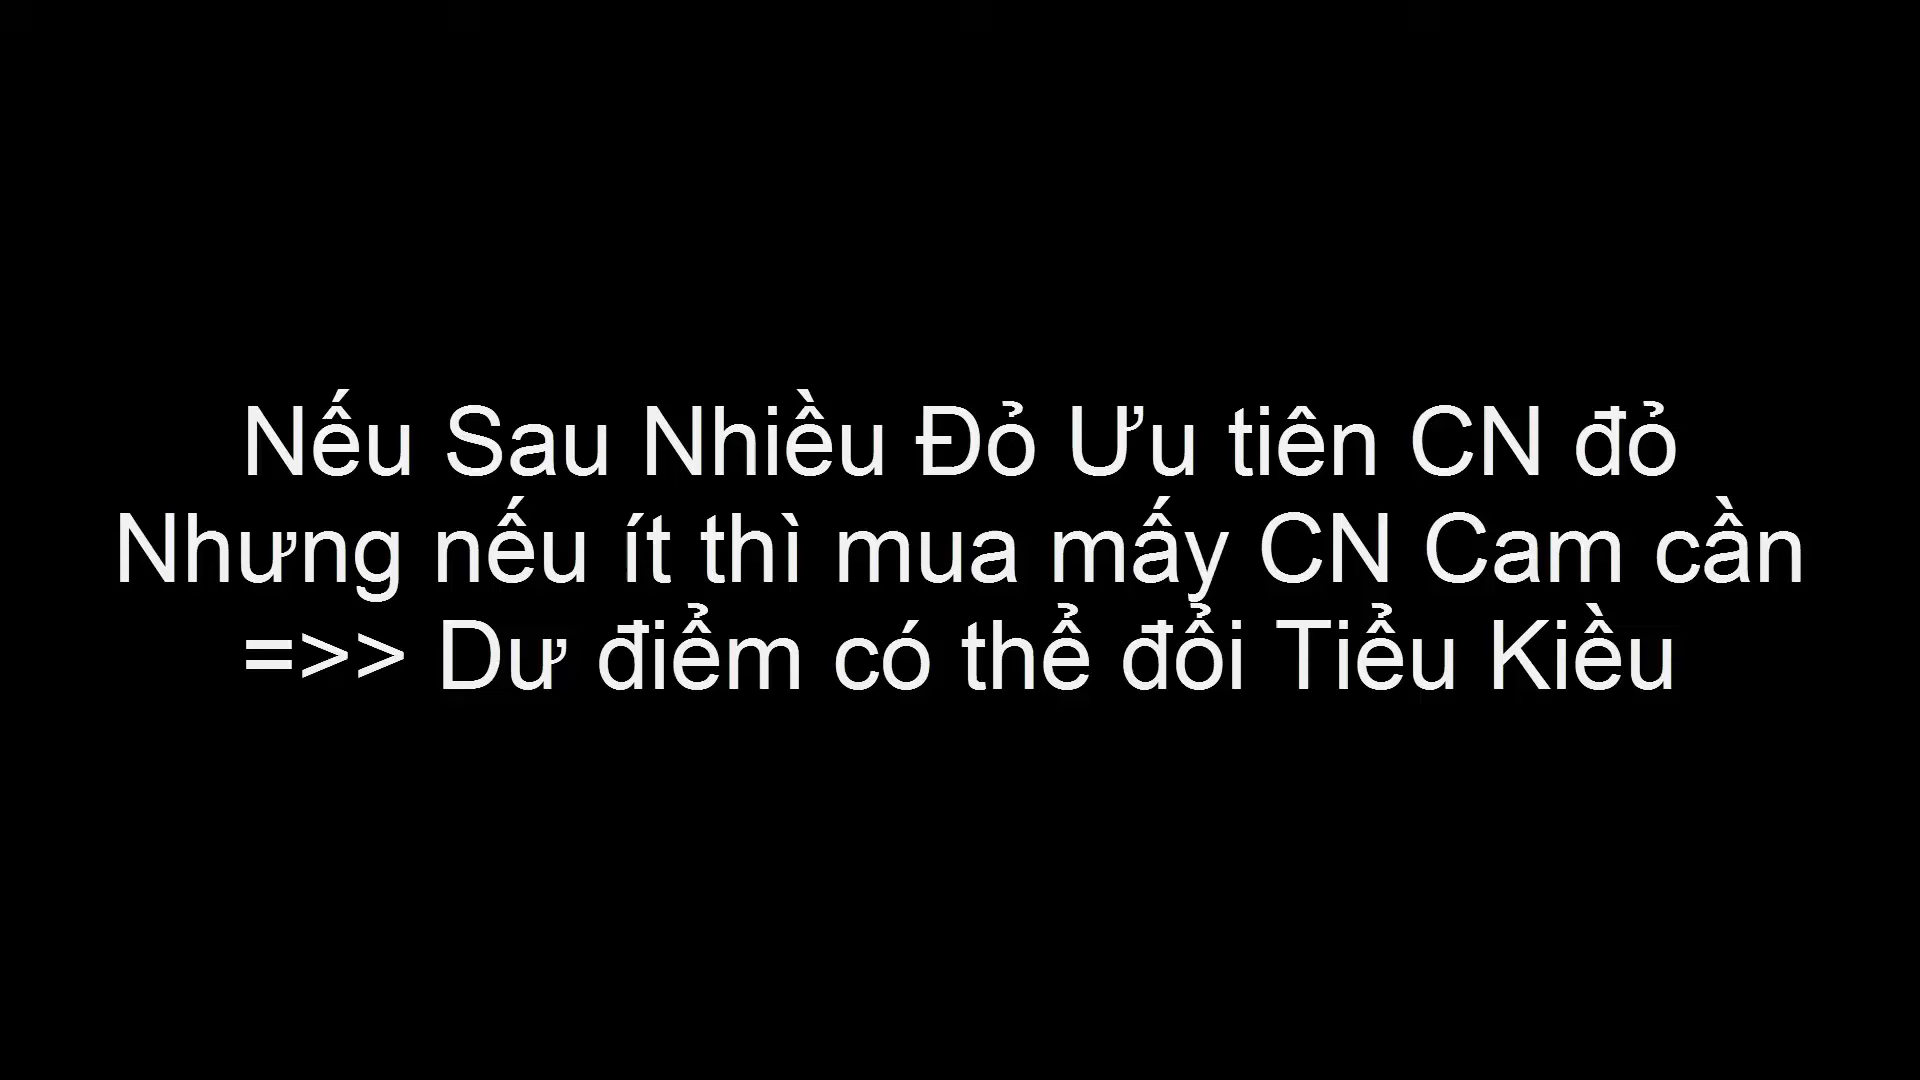 Nếu Sau Nhiều Đỏ Ưu tiên CN đỏ
Nhưng nếu ít thì mua mấy CN Cam cần
=>> Dư điểm có thể đổi Tiểu Kiều